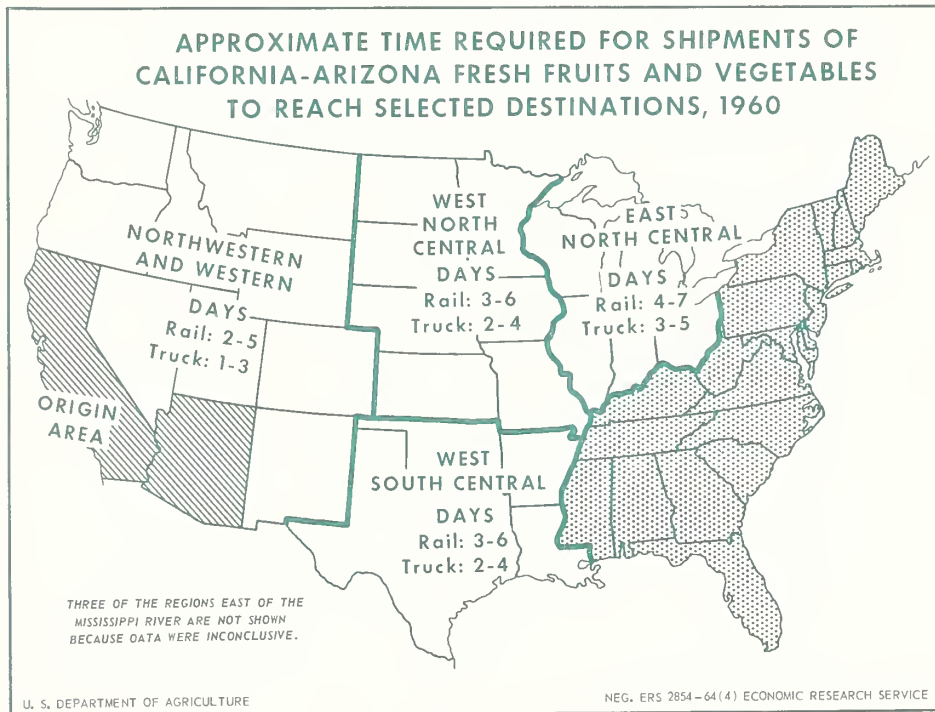 APPROXIMATE TIME REQUIRED FOR SHIPMENTS OF
CALIFORNIA-ARIZONA FRESH FRUITS AND VEGETABLES
TO REACH SELECTED DESTINATIONS, 1960
NORTHWESTERN
AND WESTERN
DAYS
Rail: 2-5
Truck: 1-3
WEST
NORTH
CENTRAL
DAYS
Rail: 3-6
Truck: 2-4
EAST
NORTH CENTRAL
DAYS
Rail: 4-7
Truck: 3-5
ORIGIN
AREA
WEST
SOUTH CENTRAL
DAYS
Rail: 3-6
Truck: 2-4
THREE OF THE REGIONS EAST OF THE
MISSISSIPPI RIVER ARE NOT SHOWN
BECAUSE DATA WERE INCONCLUSIVE.
U. S. DEPARTMENT OF AGRICULTURE
NEG. ERS 2854-64(4) ECONOMIC RESEARCH SERVICE